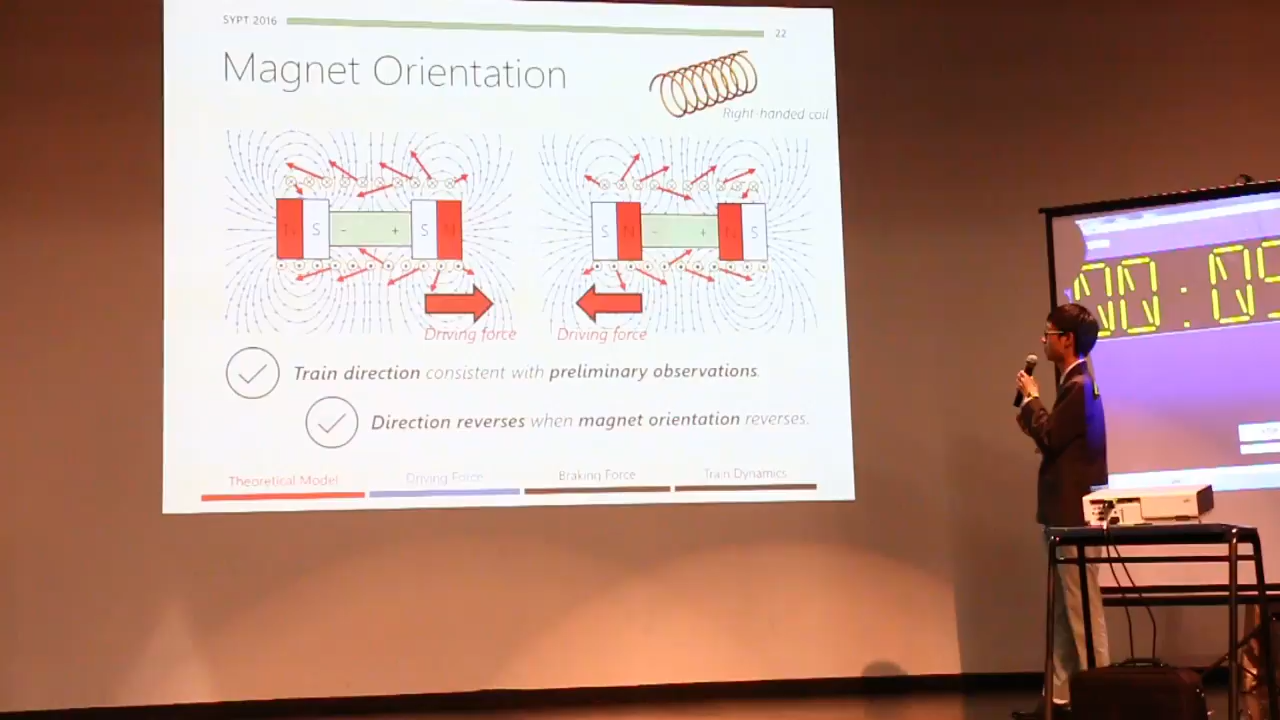 SYPT 2016
22
Magnet Orientation
Right-handed coil
N S - + S N
S N - + N S
Driving force
Driving force
Train direction consistent with preliminary observations.
Direction reverses when magnet orientation reverses.
Theoretical Model
Driving Force
Braking Force
Train Dynamics